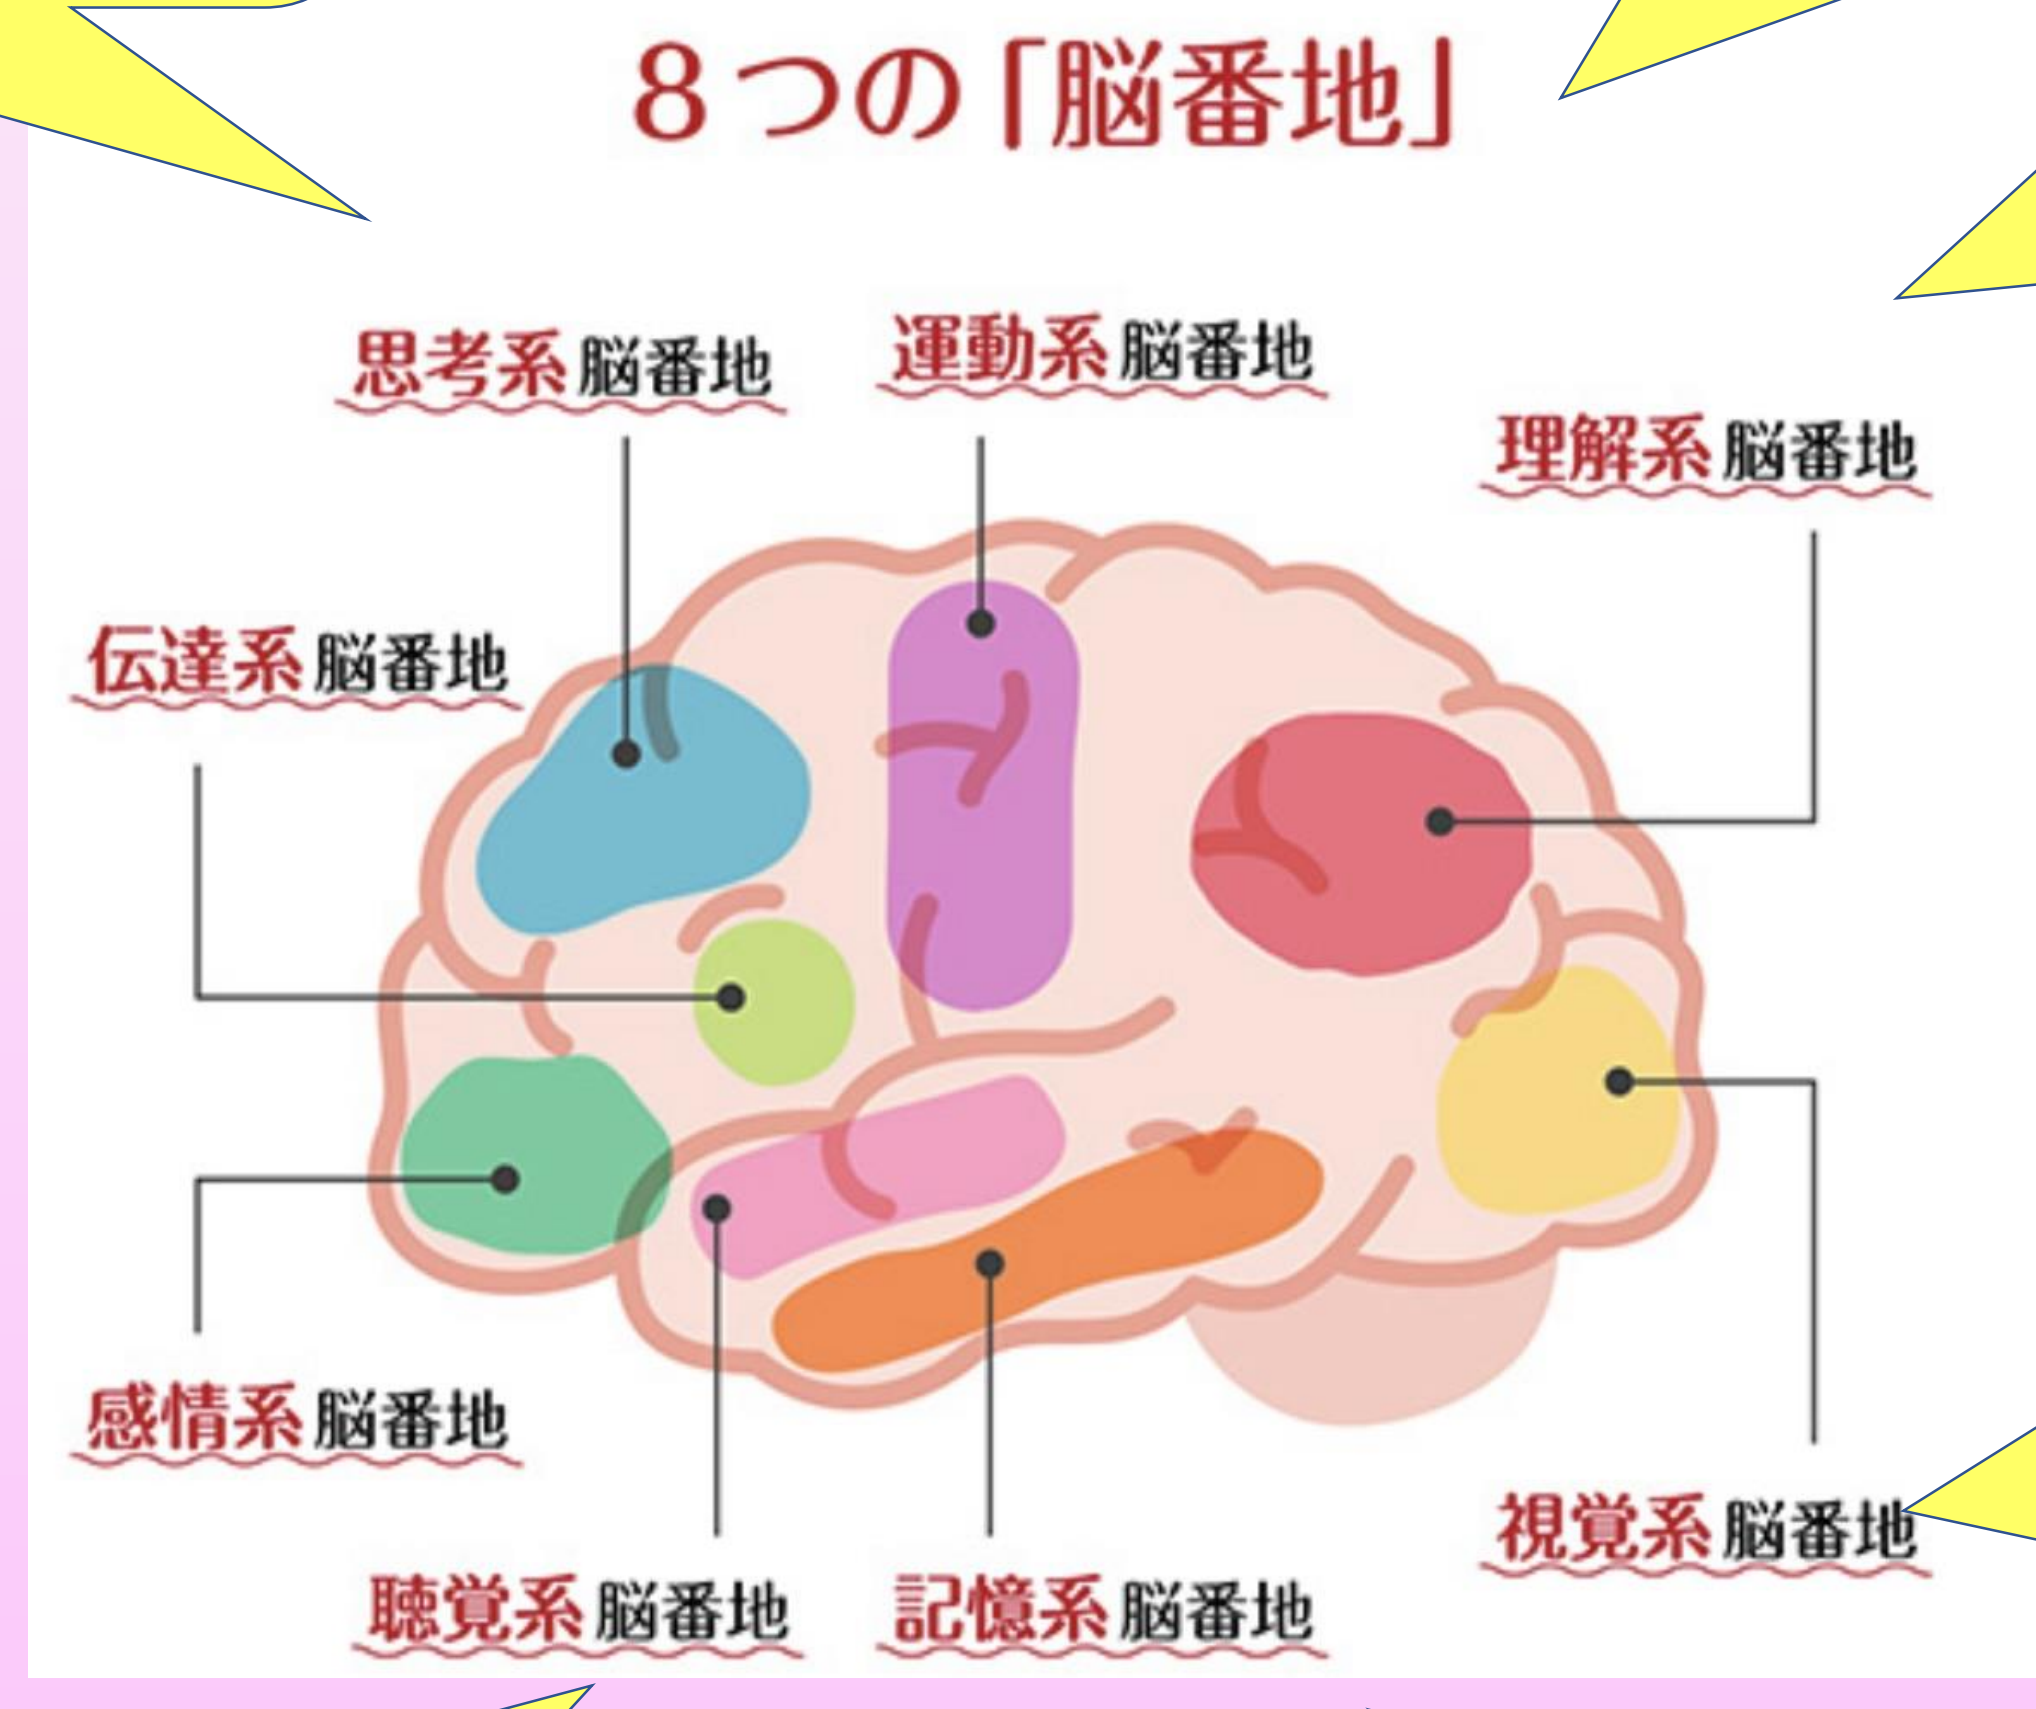 8つの「脳番地」
思考系脳番地
運動系脳番地
理解系脳番地
伝達系脳番地
感情系脳番地
聴覚系脳番地
記憶系脳番地
視覚系脳番地